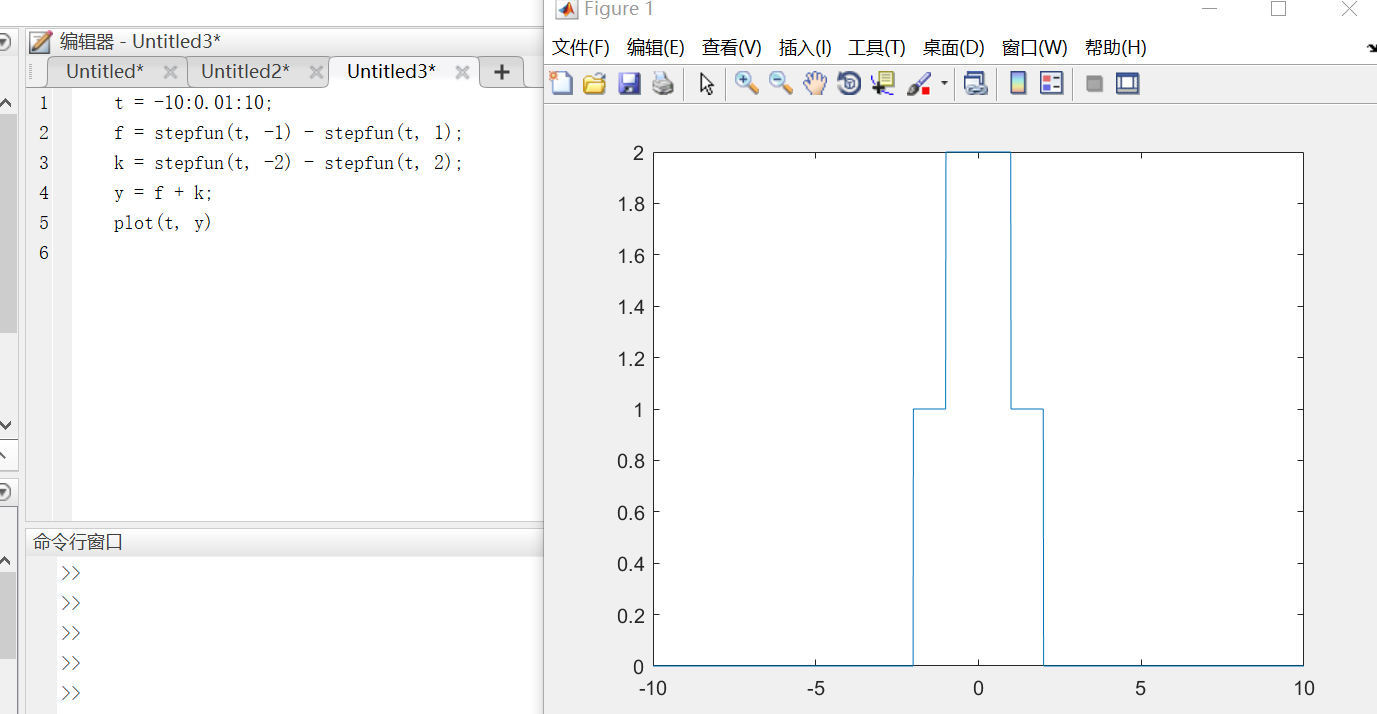 编辑器 - Untitled3*
Untitled* Untitled2* Untitled3*
1 t = -10:0.01:10;
2 f = stepfun(t, -1) - stepfun(t, 1);
3 k = stepfun(t, -2) - stepfun(t, 2);
4 y = f + k;
5 plot(t, y)
6
命令行窗口
>>
>>
>>
>>
>>
Figure 1
文件(F) 编辑(E) 查看(V) 插入(I) 工具(T) 桌面(D) 窗口(W) 帮助(H)
2
1.8
1.6
1.4
1.2
1
0.8
0.6
0.4
0.2
0
-10 -5 0 5 10